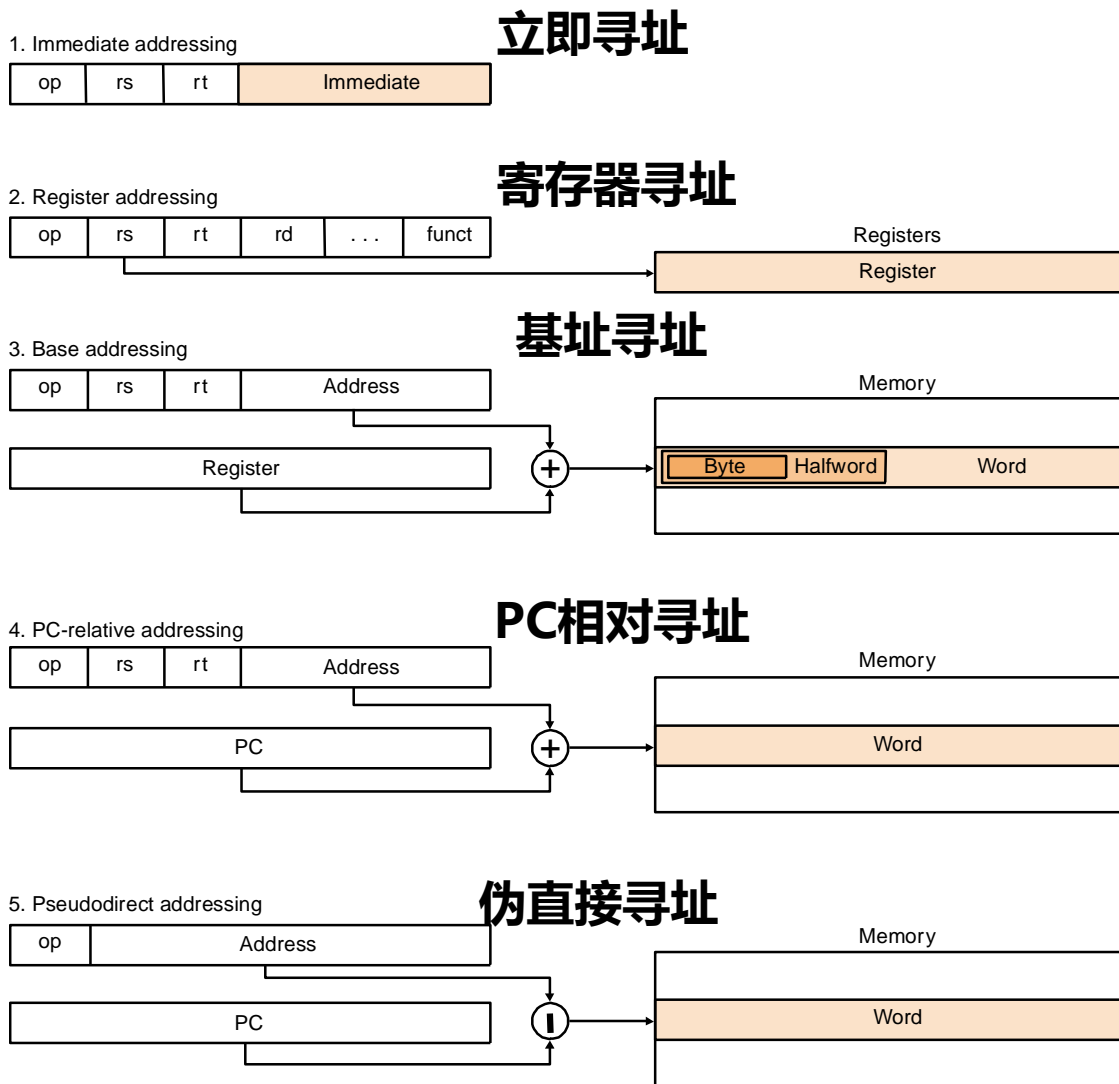 立即寻址
1. Immediate addressing
op rs rt Immediate
寄存器寻址
2. Register addressing
op rs rt rd . . . funct
Registers
Register
基址寻址
3. Base addressing
op rs rt Address
Memory
Register + Byte Halfword Word
PC相对寻址
4. PC-relative addressing
op rs rt Address
Memory
PC + Word
伪直接寻址
5. Pseudodirect addressing
op Address
Memory
PC Word